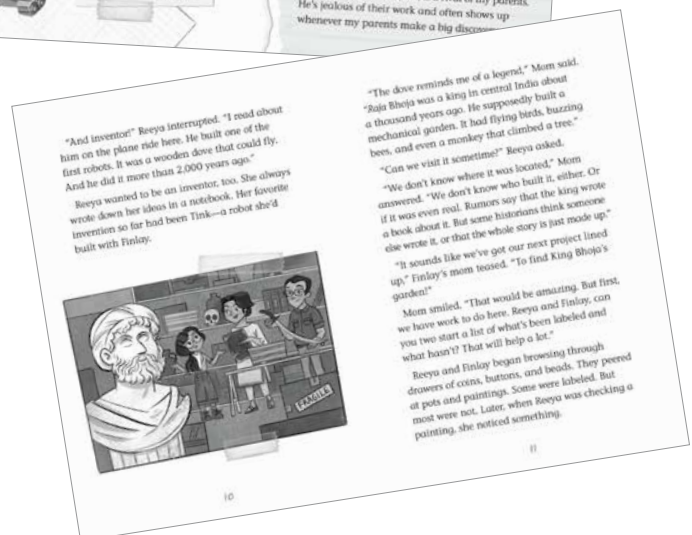 He's jealous of their work and often shows up
whenever my parents make a big
"And inventor!" Reeya interrupted. "I read about
him on the plane ride here. He built one of the
first robots. It was a wooden dove that could fly.
And he did it more than 2,000 years ago."
Reeya wanted to be an inventor, too. She always
wrote down her ideas in a notebook. Her favorite
invention so far had been Tink—a robot she'd
built with Finlay.
FRAGILE
10
"The dove reminds me of a legend," Mom said.
"Raja Bhoja was a king in central India about
a thousand years ago. He supposedly built a
mechanical garden. It had flying birds, buzzing
bees, and even a monkey that climbed a tree."
"Can we visit it sometime?" Reeya asked.
"We don't know where it was located," Mom
answered. "We don't know who built it, either. Or
if it was even real. Rumors say that the king wrote
a book about it. But some historians think someone
else wrote it, or that the whole story is just made up."
"It sounds like we've got our next project lined
up," Finlay's mom teased. "To find King Bhoja's
garden!"
Mom smiled. "That would be amazing. But first,
we have work to do here. Reeya and Finlay, can
you two start a list of what's been labeled and
what hasn't? That will help a lot."
Reeya and Finlay began browsing through
drawers of coins, buttons, and beads. They peered
at pots and paintings. Some were labeled. But
most were not. Later, when Reeya was checking a
painting, she noticed something.
11